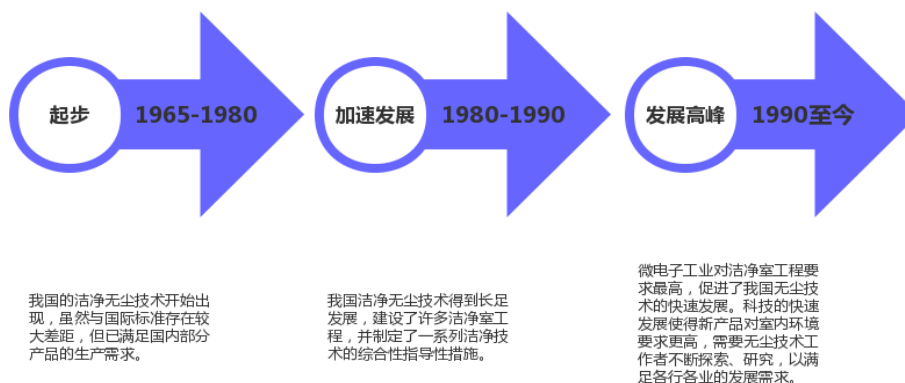 起步
1965-1980
加速发展
1980-1990
发展高峰
1990至今
我国的洁净无尘技术开始出
现，虽然与国际标准存在较
大差距，但已满足国内部分
产品的生产需求。
我国洁净无尘技术得到长足
发展，建设了许多洁净室工
程，并制定了一系列洁净技
术的综合性指导性措施。
微电子工业对洁净室工程要
求最高，促进了我国无尘技
术的快速发展。科技的快速
发展使得新产品对室内环境
要求更高，需要无尘技术工
作者不断探索、研究，以满
足各行各业的发展需求。